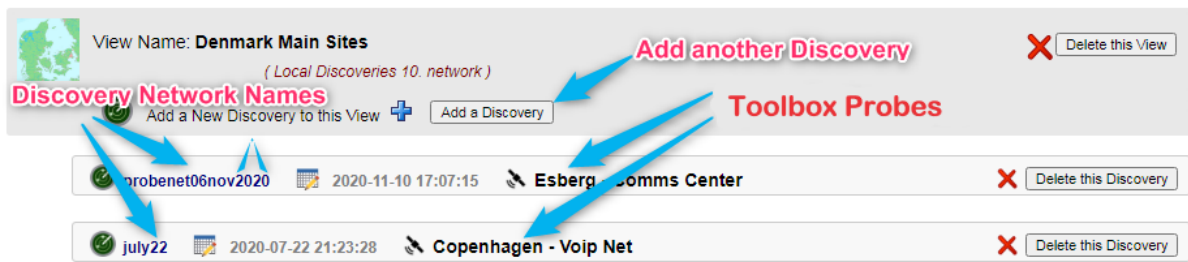 View Name: Denmark Main Sites
Delete this View
Add another Discovery
( Local Discoveries 10. network )
Discovery Network Names
Add a New Discovery to this View
Add a Discovery
Toolbox Probes
probenet06nov2020 2020-11-10 17:07:15 Esberg - Comms Center Delete this Discovery
july22 2020-07-22 21:23:28 Copenhagen - Voip Net Delete this Discovery